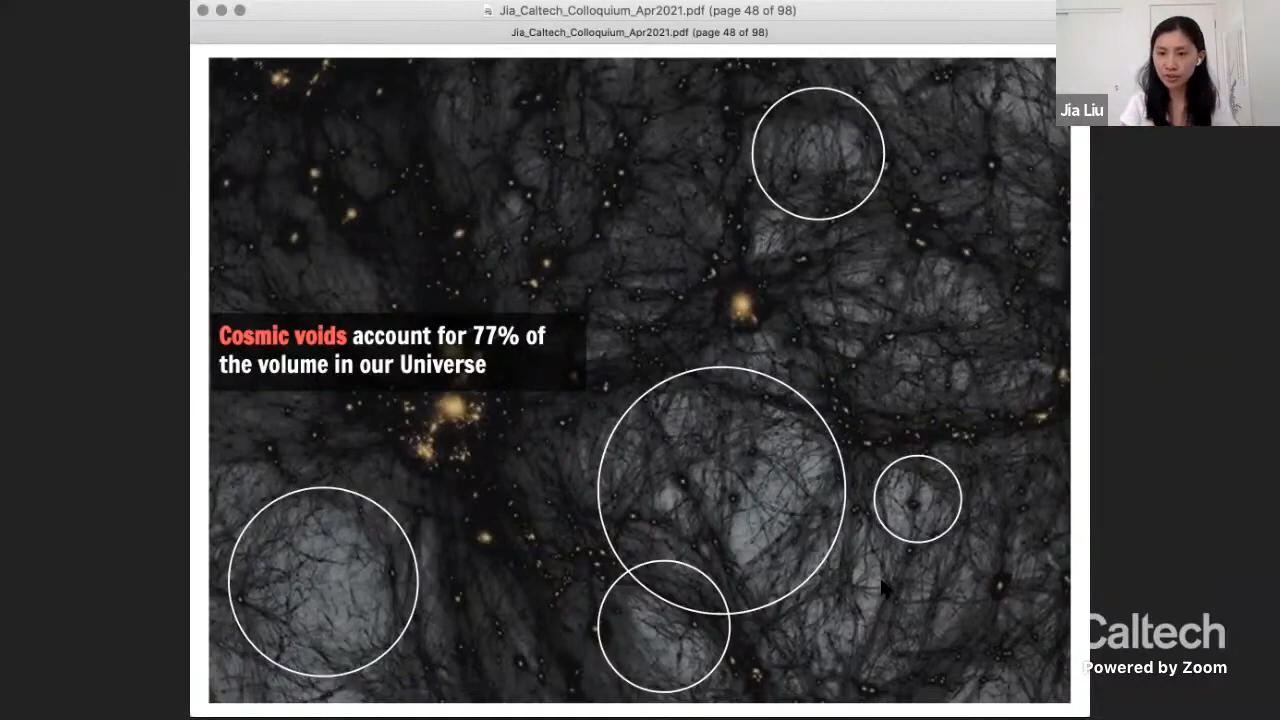 Jia_Caltech_Colloquium_Apr2021.pdf (page 48 of 98)
Jia_Caltech_Colloquium_Apr2021.pdf (page 48 of 98)
Jia Liu
Cosmic voids account for 77% of
the volume in our Universe
Caltech
Powered by Zoom